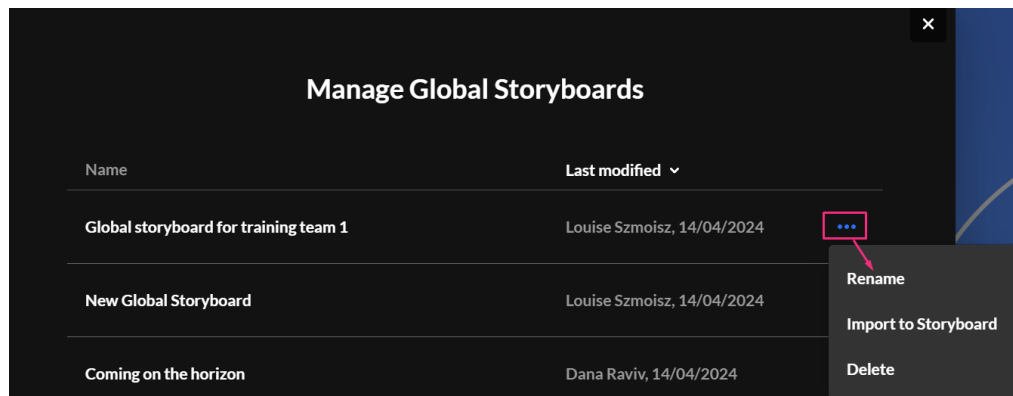 Manage Global Storyboards
Name Last modified
Global storyboard for training team 1 Louise Szmoisz, 14/04/2024
Rename
New Global Storyboard Louise Szmoisz, 14/04/2024
Import to Storyboard
Coming on the horizon Dana Raviv, 14/04/2024
Delete